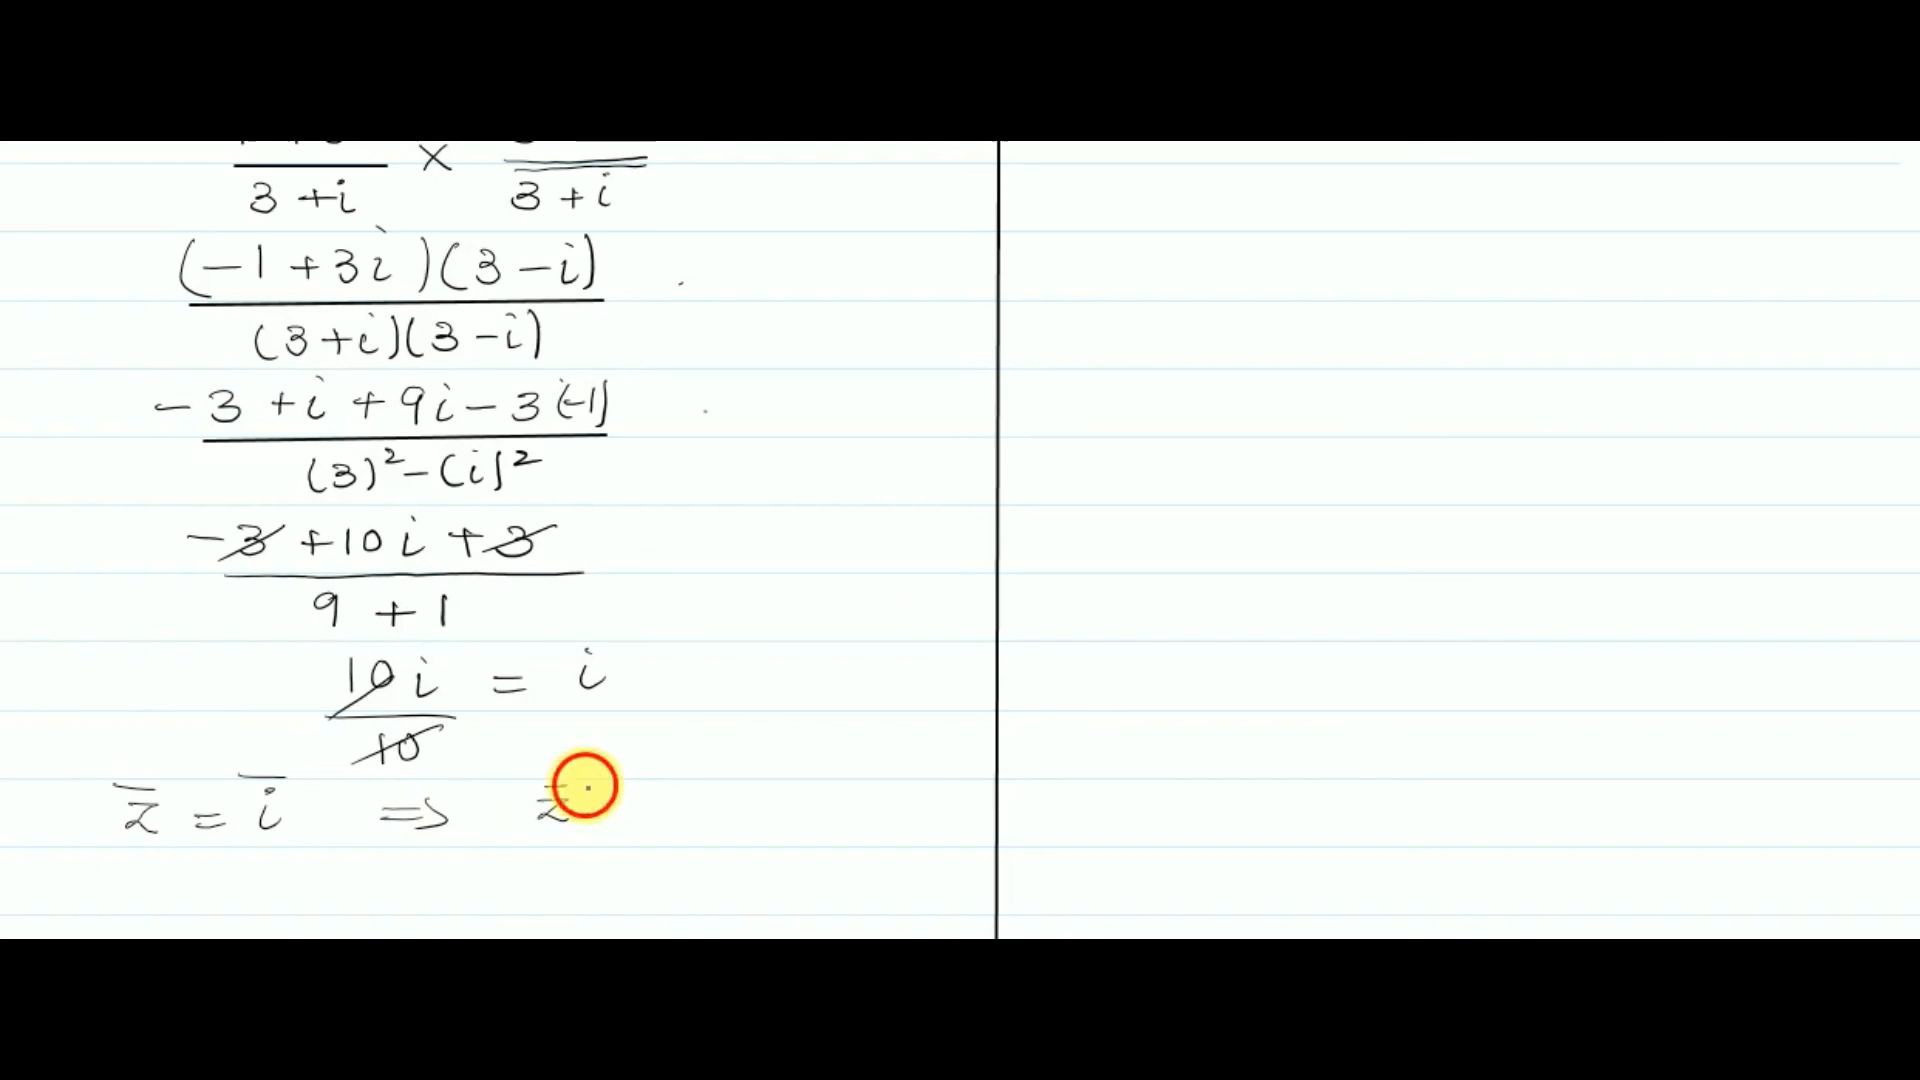 3 + i × 3 + i
(-1 + 3i)(3 - i)
(3 + i)(3 - i)
-3 + i + 9i - 3(-1)
(3)² - (i)²
-3 + 10i + 3
9 + 1
10i = i
10
z̅ = i̅ => z̅